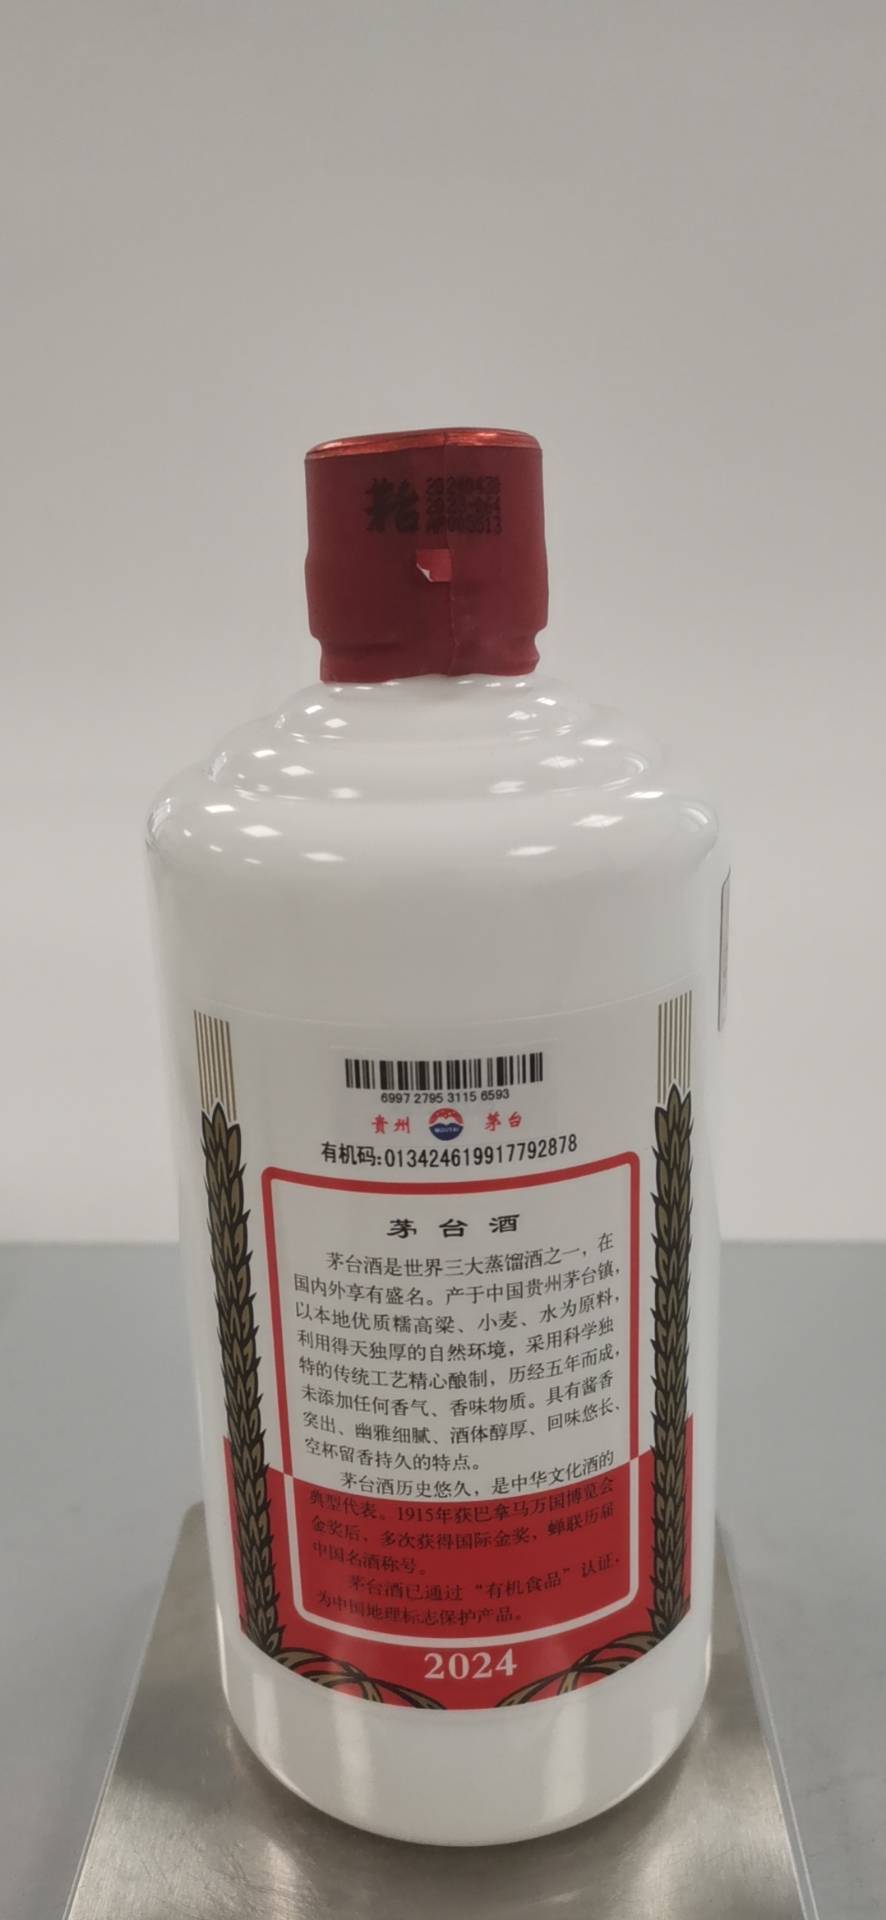 茅台
6997 2795 3115 6593
贵州 茅台
有机码:013424619917792878
茅台酒
茅台酒是世界三大蒸馏酒之一，在
国内外享有盛名。产于中国贵州茅台镇，
以本地优质糯高粱、小麦、水为原料，
利用得天独厚的自然环境，采用科学独
特的传统工艺精心酿制，历经五年而成，
未添加任何香气、香味物质。具有酱香
突出、幽雅细腻、酒体醇厚、回味悠长、
空杯留香持久的特点。
茅台酒历史悠久，是中华文化酒的
典型代表。1915年获巴拿马万国博览会
金奖后，多次获得国际金奖，蝉联历届
中国名酒称号。
茅台酒已通过“有机食品”认证，
为中国地理标志保护产品。
2024